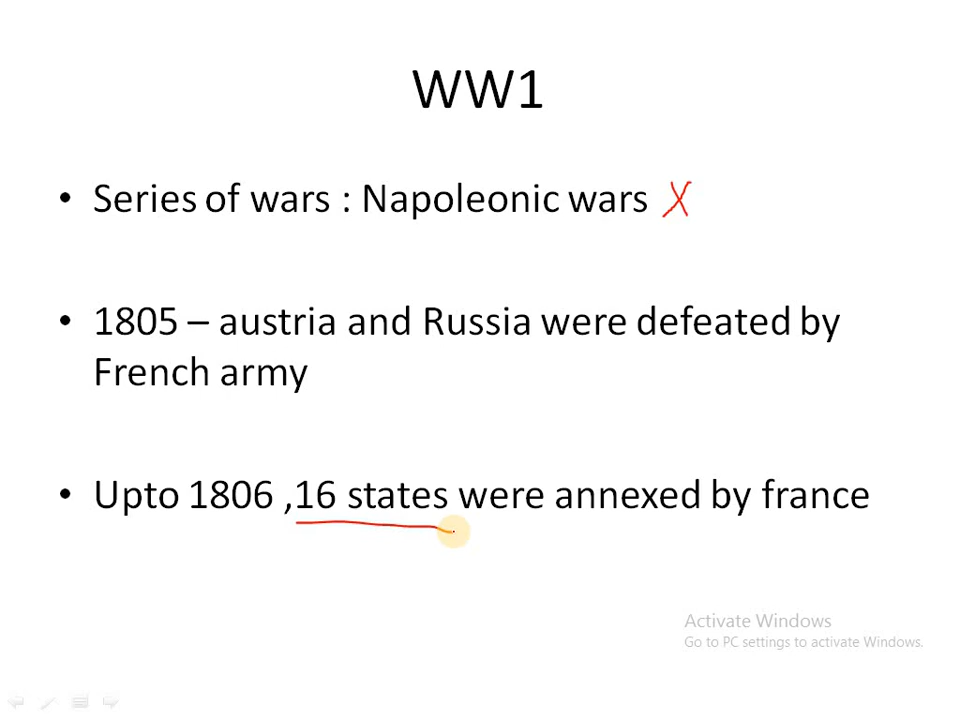 WW1
• Series of wars : Napoleonic wars X
• 1805 – austria and Russia were defeated by
French army
• Upto 1806 ,16 states were annexed by france
Activate Windows
Go to PC settings to activate Windows.